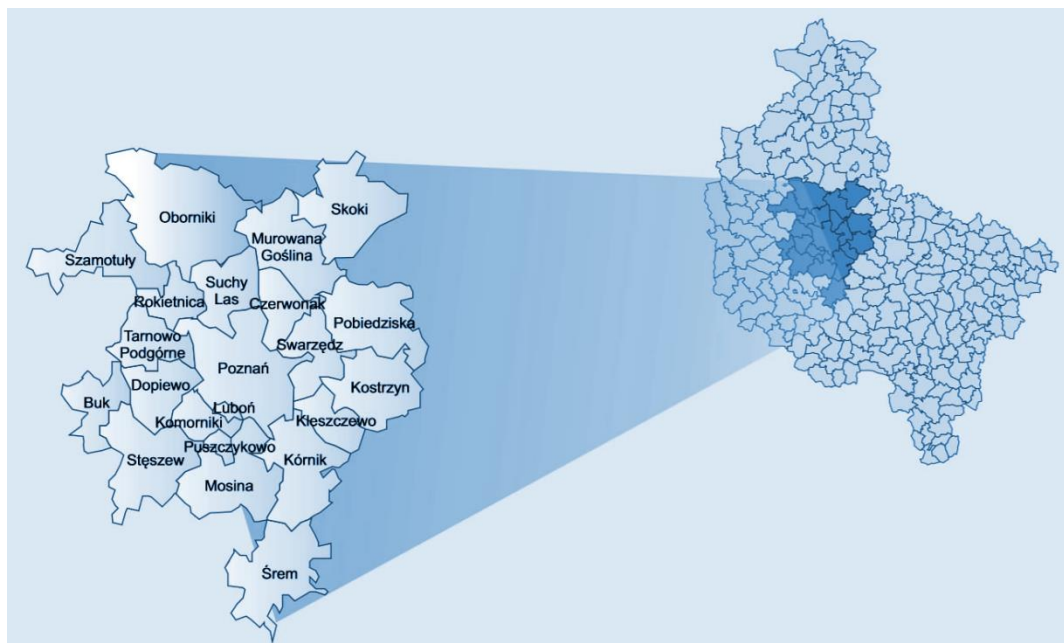 Oborniki
Skoki
Murowana
Goślina
Szamotuły
Suchy
Las
Rokietnica
Czerwonak
Pobiedziska
Tarnowo
Podgórne
Swarzędz
Poznań
Dopiewo
Kostrzyn
Buk
Luboń
Komorniki
Kleszczewo
Puszczykowo
Stęszew
Kórnik
Mosina
Śrem